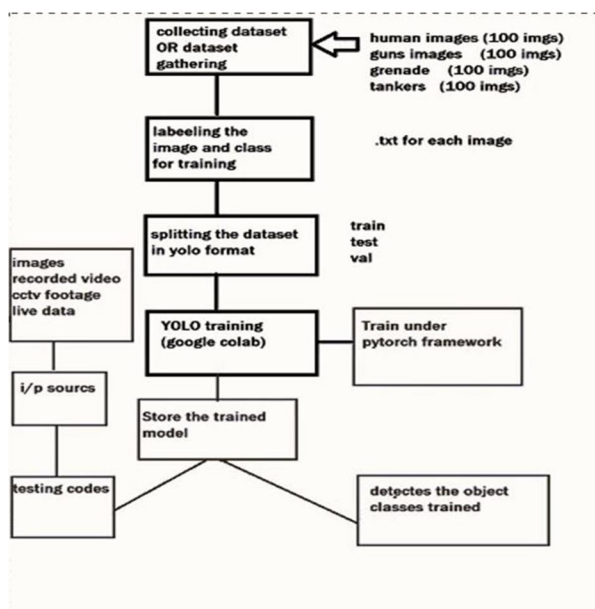 collecting dataset
OR dataset
gathering
human images (100 imgs)
guns images (100 imgs)
grenade (100 imgs)
tankers (100 imgs)
labeeling the
image and class
for training
.txt for each image
splitting the dataset
in yolo format
train
test
val
images
recorded video
cctv footage
live data
YOLO training
(google colab)
Train under
pytorch framework
i/p sourcs
Store the trained
model
testing codes
detectes the object
classes trained